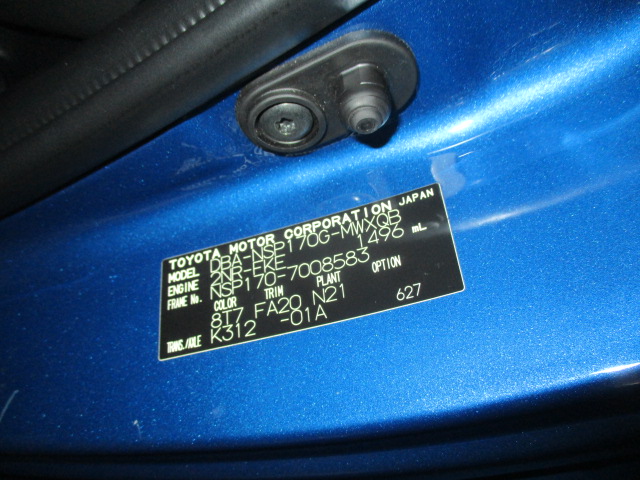 TOYOTA MOTOR CORPORATION JAPAN
MODEL DBA-NSP170G-MWXQB
ENGINE 2NR-FKE 1496 mL
FRAME No. NSP170-7008583
COLOR TRIM PLANT OPTION
8T7 FA20 N21 627
TRANS./AXLE K312 -01A